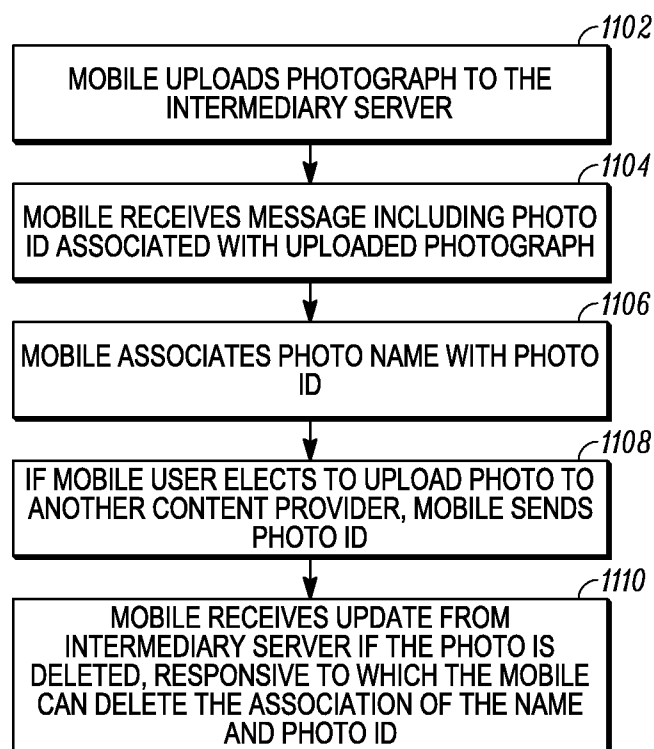 1102
MOBILE UPLOADS PHOTOGRAPH TO THE
INTERMEDIARY SERVER
1104
MOBILE RECEIVES MESSAGE INCLUDING PHOTO
ID ASSOCIATED WITH UPLOADED PHOTOGRAPH
1106
MOBILE ASSOCIATES PHOTO NAME WITH PHOTO
ID
1108
IF MOBILE USER ELECTS TO UPLOAD PHOTO TO
ANOTHER CONTENT PROVIDER, MOBILE SENDS
PHOTO ID
1110
MOBILE RECEIVES UPDATE FROM
INTERMEDIARY SERVER IF THE PHOTO IS
DELETED, RESPONSIVE TO WHICH THE MOBILE
CAN DELETE THE ASSOCIATION OF THE NAME
AND PHOTO ID